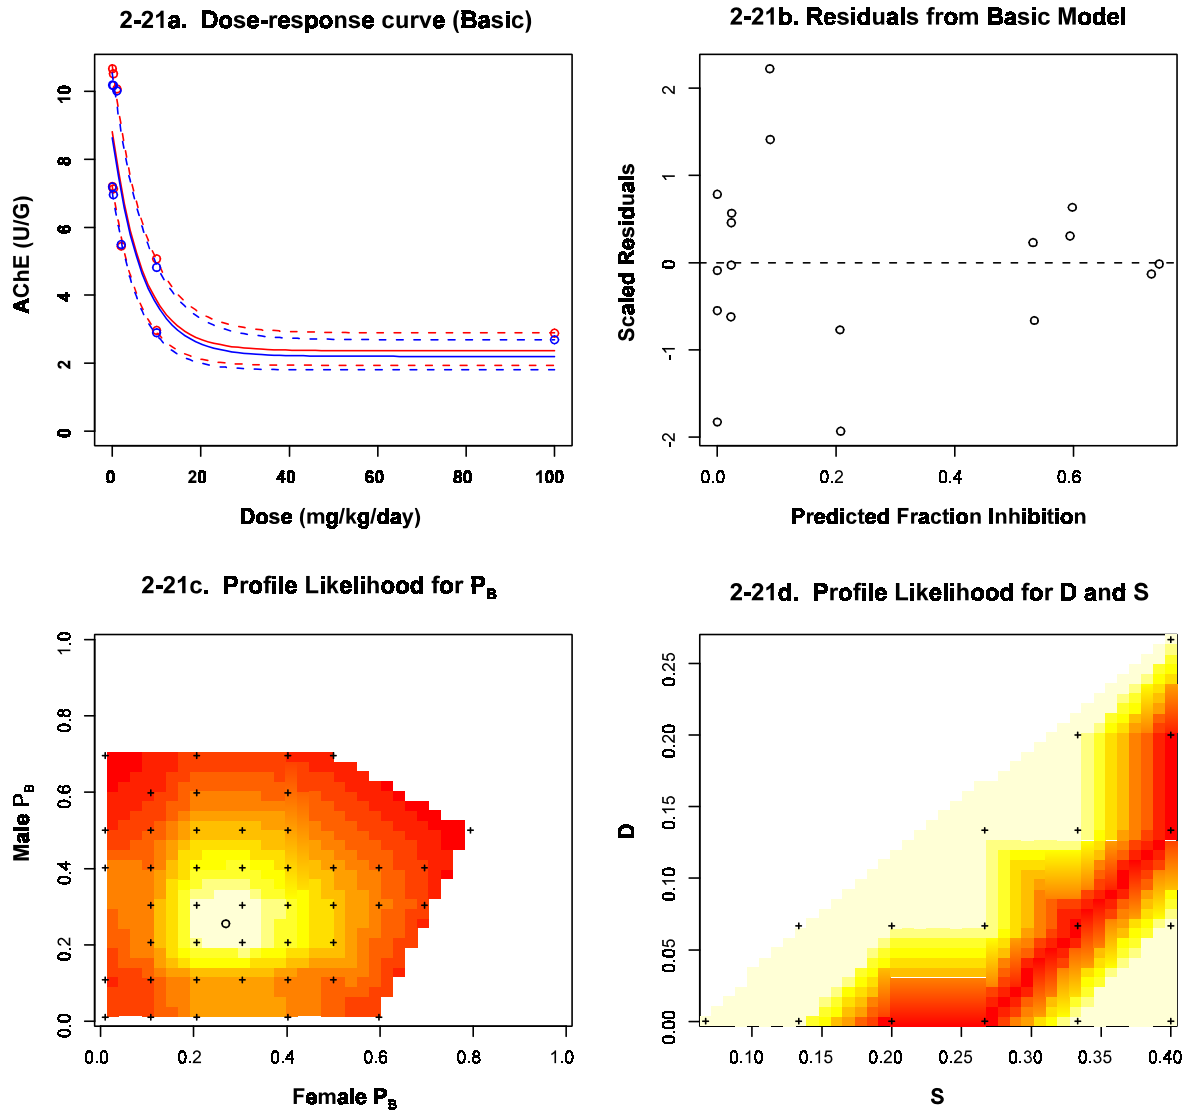 2-21a. Dose-response curve (Basic)
AChE (U/G)
10
8
6
4
2
0
0 20 40 60 80 100
Dose (mg/kg/day)
2-21b. Residuals from Basic Model
Scaled Residuals
2
1
0
-1
-2
0.0 0.2 0.4 0.6
Predicted Fraction Inhibition
2-21c. Profile Likelihood for PB
Male PB
1.0
0.8
0.6
0.4
0.2
0.0
0.0 0.2 0.4 0.6 0.8 1.0
Female PB
2-21d. Profile Likelihood for D and S
D
0.25
0.20
0.15
0.10
0.05
0.00
0.10 0.15 0.20 0.25 0.30 0.35 0.40
S